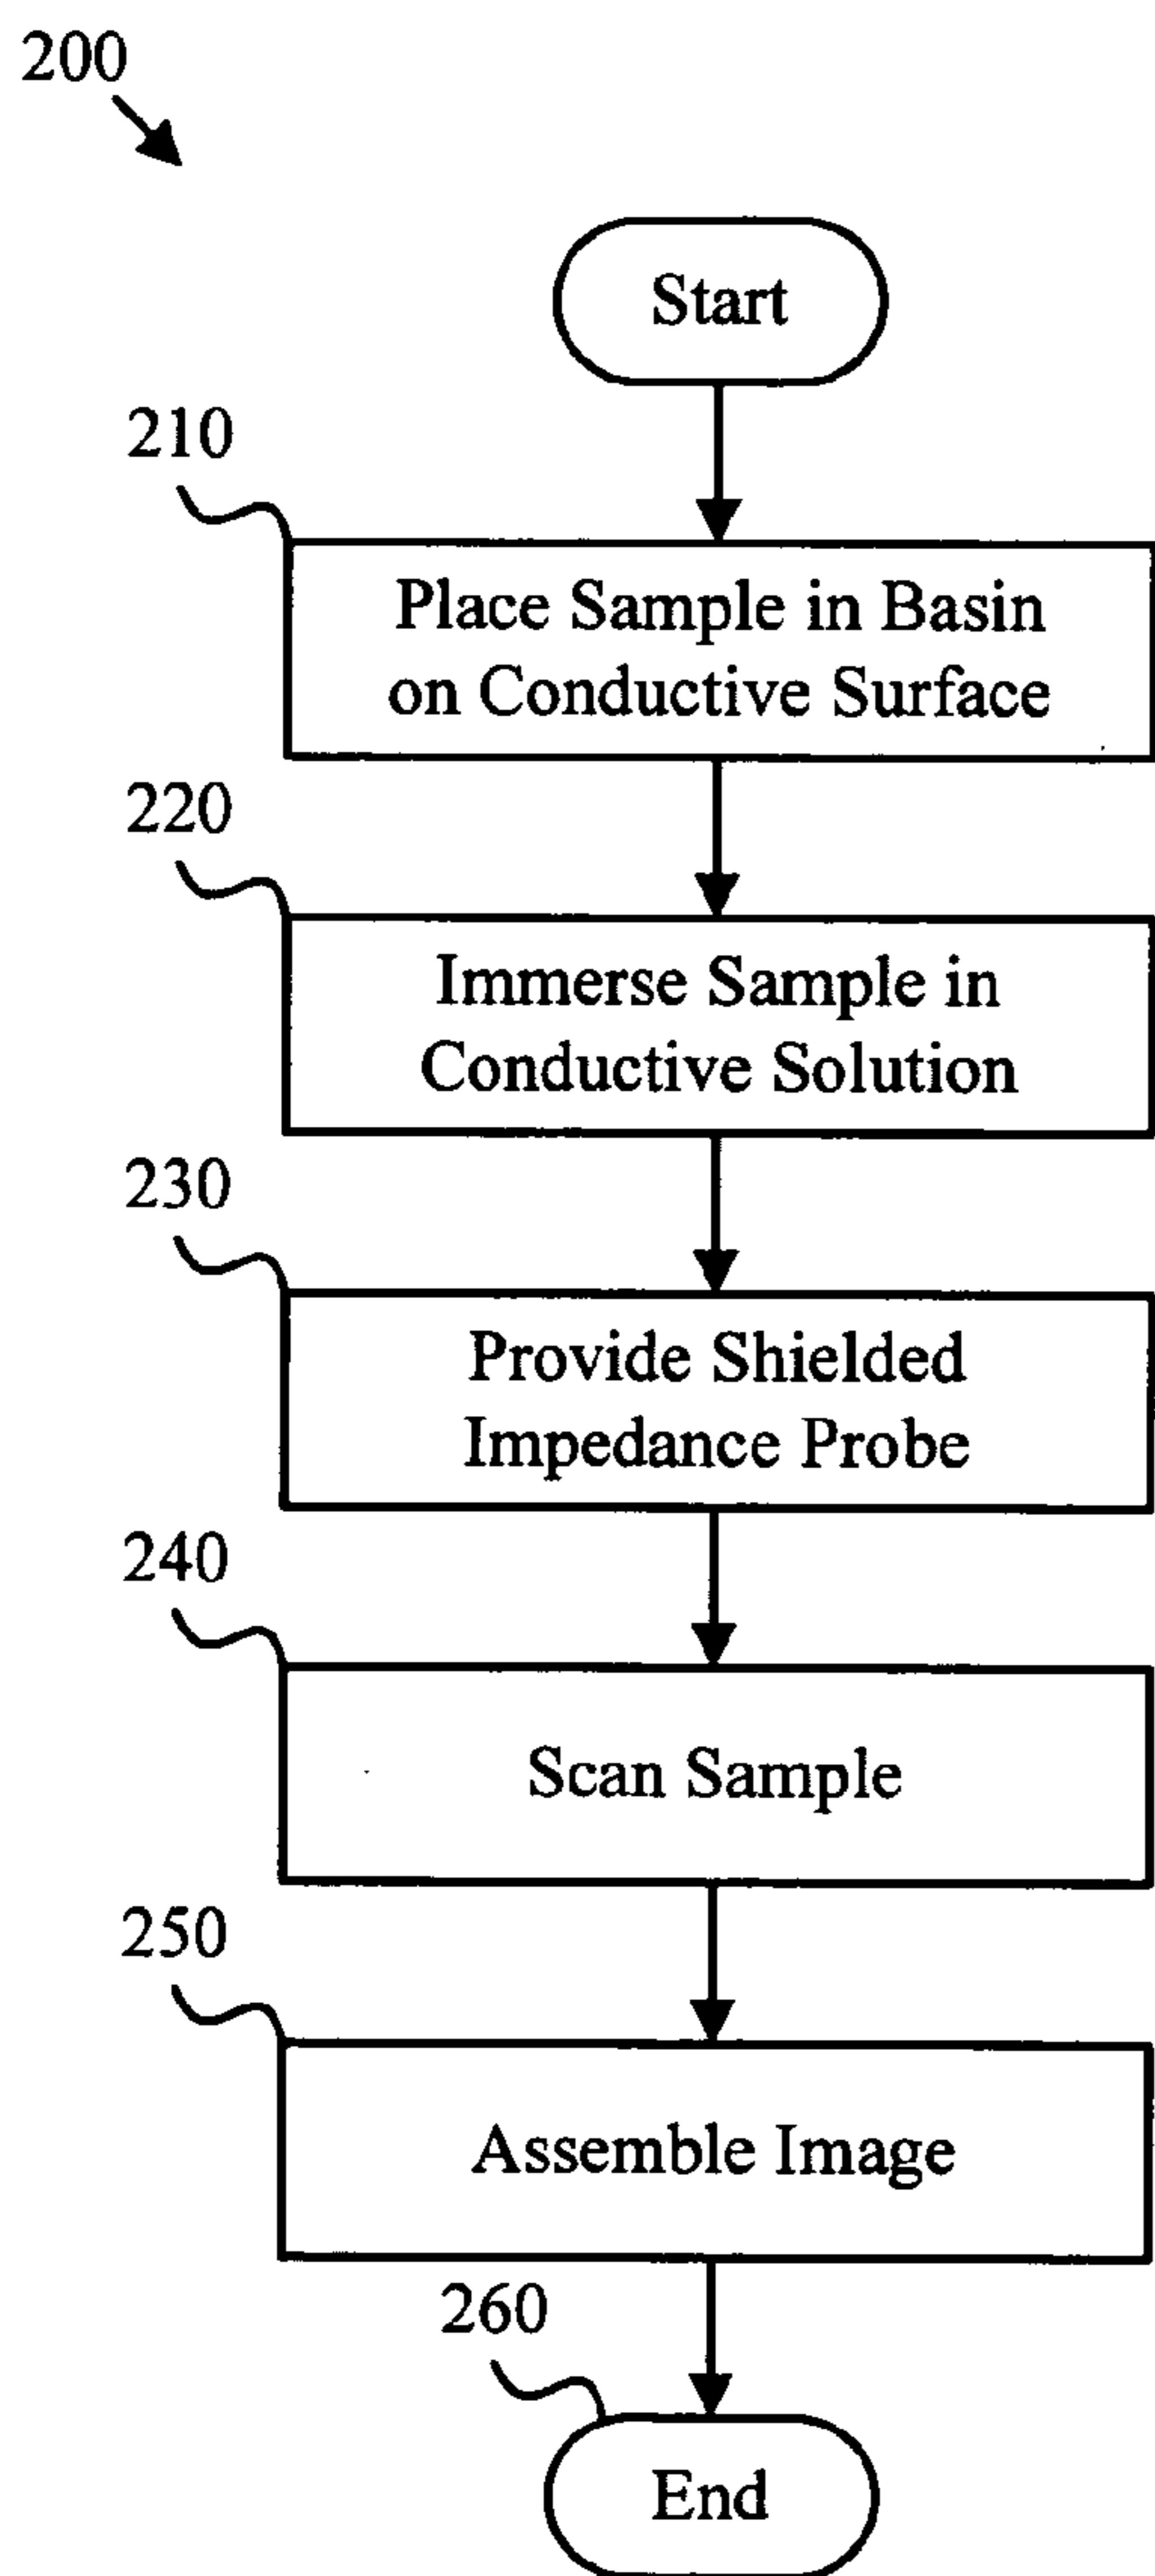 200
Start
210
Place Sample in Basin
on Conductive Surface
220
Immerse Sample in
Conductive Solution
230
Provide Shielded
Impedance Probe
240
Scan Sample
250
Assemble Image
260
End